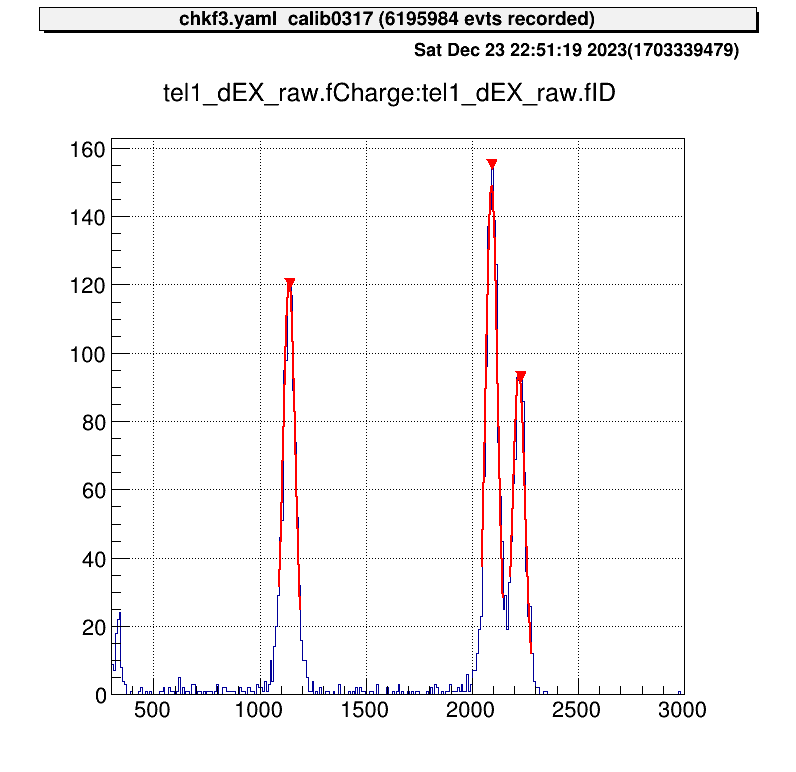 chkf3.yaml calib0317 (6195984 evts recorded)
Sat Dec 23 22:51:19 2023(1703339479)
tel1_dEX_raw.fCharge:tel1_dEX_raw.fID
160
140
120
100
80
60
40
20
0
500 1000 1500 2000 2500 3000